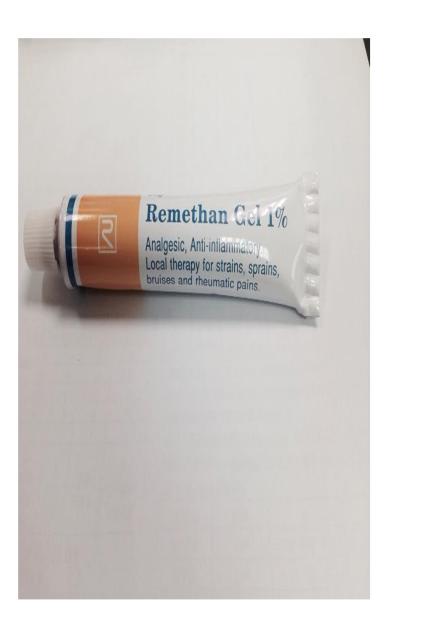 Remethan Gel 1%
Analgesic, Anti-inflammatory
Local therapy for strains, sprains,
bruises and rheumatic pains.